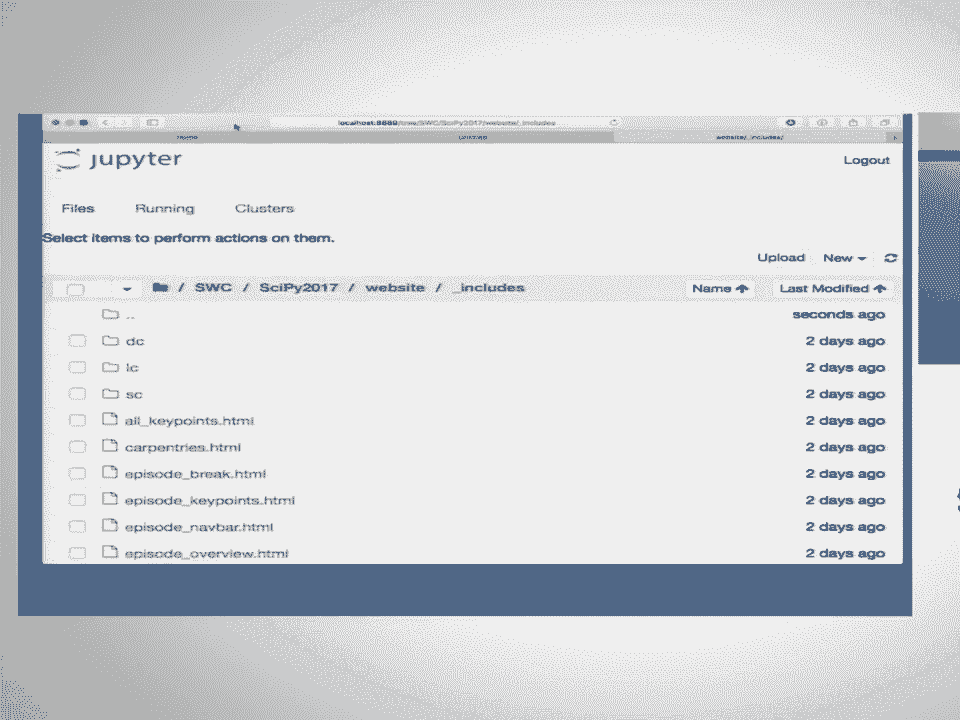 localhost:8889/tree/SWC/SciPy2017/website/_includes
website/_includes/
jupyter
Logout
Files Running Clusters
Select items to perform actions on them.
Upload New
/ SWC / SciPy2017 / website / _includes Name Last Modified
.. seconds ago
dc 2 days ago
lc 2 days ago
sc 2 days ago
all_keypoints.html 2 days ago
carpentries.html 2 days ago
episode_break.html 2 days ago
episode_keypoints.html 2 days ago
episode_navbar.html 2 days ago
episode_overview.html 2 days ago